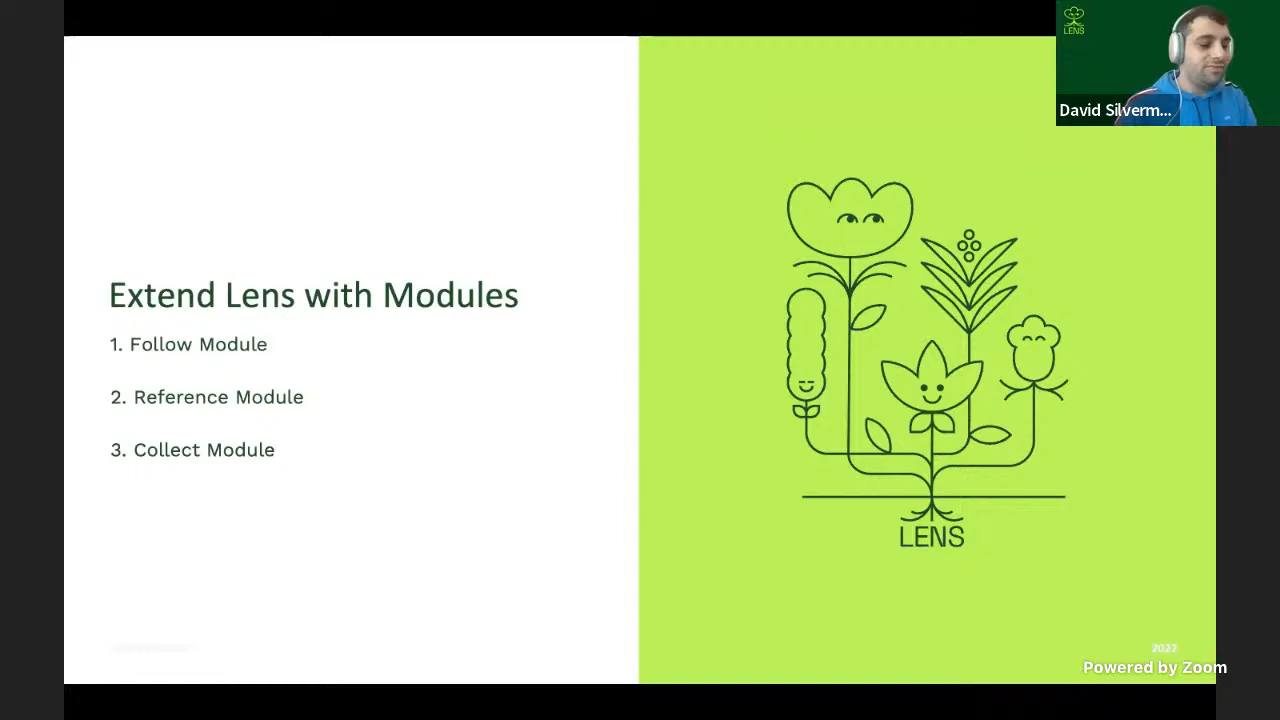 LENS
David Silverm...
Extend Lens with Modules
1. Follow Module
2. Reference Module
3. Collect Module
LENS
2022
Powered by Zoom